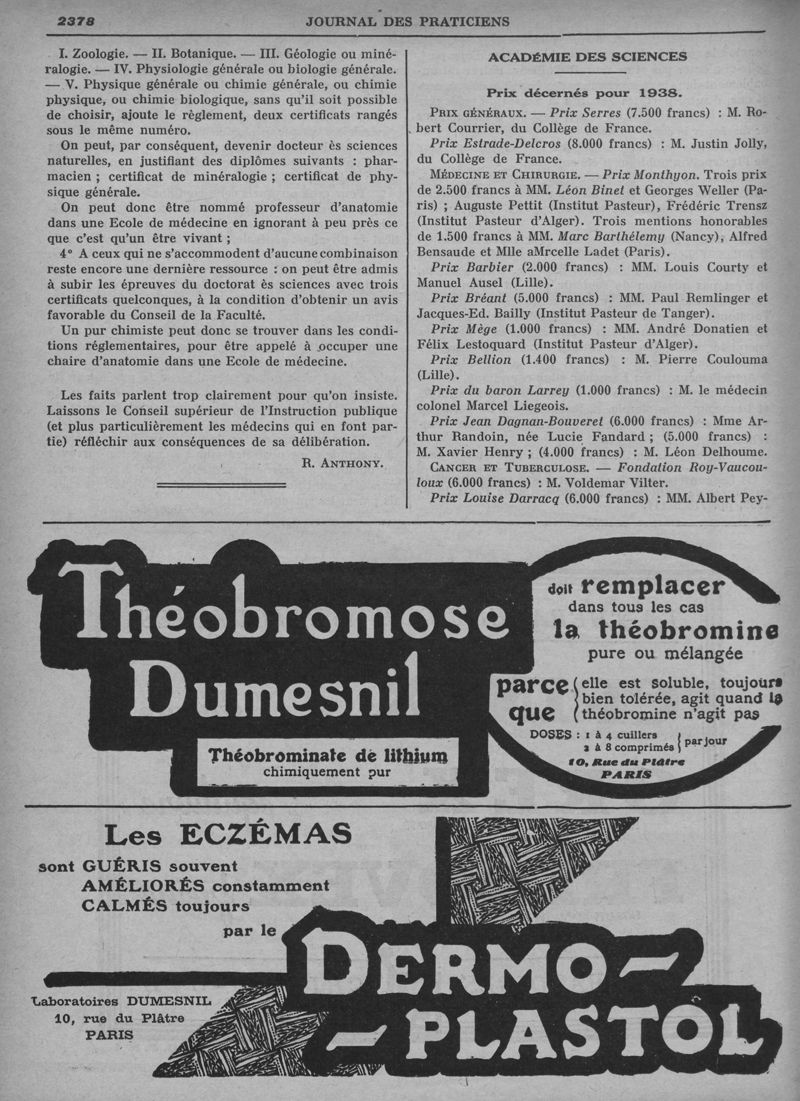 2378
JOURNAL DES PRATICIENS
I. Zoologie. — II. Botanique. — III. Géologie ou miné-
ralogie. — IV. Physiologie générale ou biologie générale.
— V. Physique générale ou chimie générale, ou chimie
physique, ou chimie biologique, sans qu'il soit possible
de choisir, ajoute le règlement, deux certificats rangés
sous le même numéro.
On peut, par conséquent, devenir docteur ès sciences
naturelles, en justifiant des diplômes suivants : phar-
macien ; certificat de minéralogie ; certificat de phy-
sique générale.
On peut donc être nommé professeur d'anatomie
dans une Ecole de médecine en ignorant à peu près ce
que c'est qu'un être vivant ;
4° A ceux qui ne s'accommodent d'aucune combinaison
reste encore une dernière ressource : on peut être admis
à subir les épreuves du doctorat ès sciences avec trois
certificats quelconques, à la condition d'obtenir un avis
favorable du Conseil de la Faculté.
Un pur chimiste peut donc se trouver dans les condi-
tions réglementaires, pour être appelé à occuper une
chaire d'anatomie dans une Ecole de médecine.
Les faits parlent trop clairement pour qu'on insiste.
Laissons le Conseil supérieur de l'Instruction publique
(et plus particulièrement les médecins qui en font par-
tie) réfléchir aux conséquences de sa délibération.
R. ANTHONY.
ACADÉMIE DES SCIENCES
Prix décernés pour 1938.
PRIX GÉNÉRAUX. — Prix Serres (7.500 francs) : M. Ro-
bert Courrier, du Collège de France.
Prix Estrade-Delcros (8.000 francs) : M. Justin Jolly,
du Collège de France.
MÉDECINE ET CHIRURGIE. — Prix Monthyon. Trois prix
de 2.500 francs à MM. Léon Binet et Georges Weller (Pa-
ris) ; Auguste Pettit (Institut Pasteur), Frédéric Trensz
(Institut Pasteur d'Alger). Trois mentions honorables
de 1.500 francs à MM. Marc Barthélemy (Nancy), Alfred
Bensaude et Mlle aMrcelle Ladet (Paris).
Prix Barbier (2.000 francs) : MM. Louis Courty et
Manuel Ausel (Lille).
Prix Bréant (5.000 francs) : MM. Paul Remlinger et
Jacques-Ed. Bailly (Institut Pasteur de Tanger).
Prix Mège (1.000 francs) : MM. André Donatien et
Félix Lestoquard (Institut Pasteur d'Alger).
Prix Bellion (1.400 francs) : M. Pierre Coulouma
(Lille).
Prix du baron Larrey (1.000 francs) : M. le médecin
colonel Marcel Liegeois.
Prix Jean Dagnan-Bouveret (6.000 francs) : Mme Ar-
thur Randoin, née Lucie Fandard ; (5.000 francs) :
M. Xavier Henry ; (4.000 francs) : M. Léon Delhoume.
CANCER ET TUBERCULOSE. — Fondation Roy-Vaucou-
loux (6.000 francs) : M. Voldemar Vilter.
Prix Louise Darracq (6.000 francs) : MM. Albert Pey-
Théobromose
Dumesnil
Théobrominate de lithium
chimiquement pur
doit remplacer
dans tous les cas
la théobromine
pure ou mélangée
parce que
elle est soluble, toujours
bien tolérée, agit quand la
théobromine n'agit pas
DOSES : 1 à 4 cuillers
2 à 8 comprimés
par jour
10, Rue du Plâtre
PARIS
Les ECZÉMAS
sont GUÉRIS souvent
AMÉLIORÉS constamment
CALMÉS toujours
par le
DERMO-
-PLASTOL
Laboratoires DUMESNIL
10, rue du Plâtre
PARIS